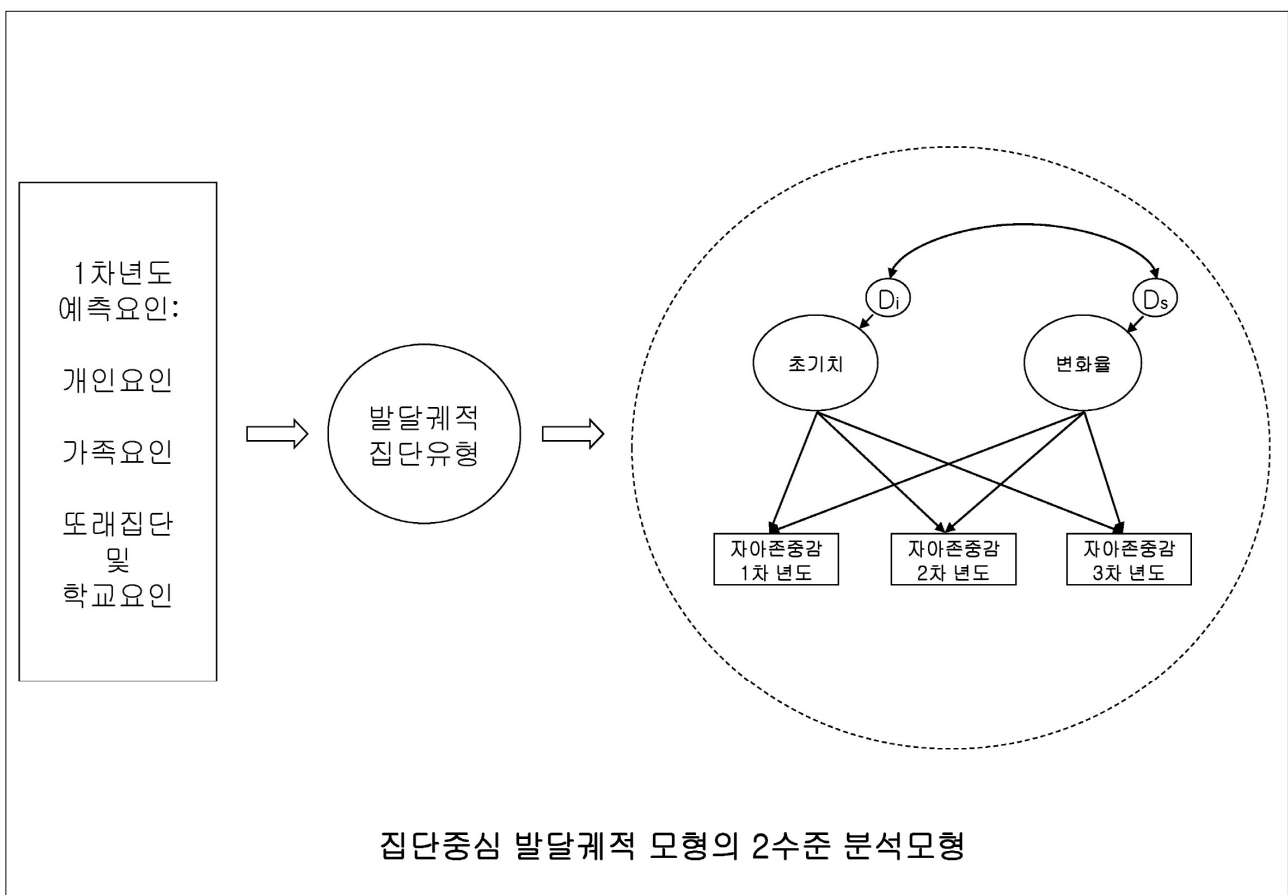 1차년도
예측요인:
개인요인
가족요인
또래집단
및
학교요인
발달궤적
집단유형
Di
Ds
초기치
변화율
자아존중감
1차 년도
자아존중감
2차 년도
자아존중감
3차 년도
집단중심 발달궤적 모형의 2수준 분석모형